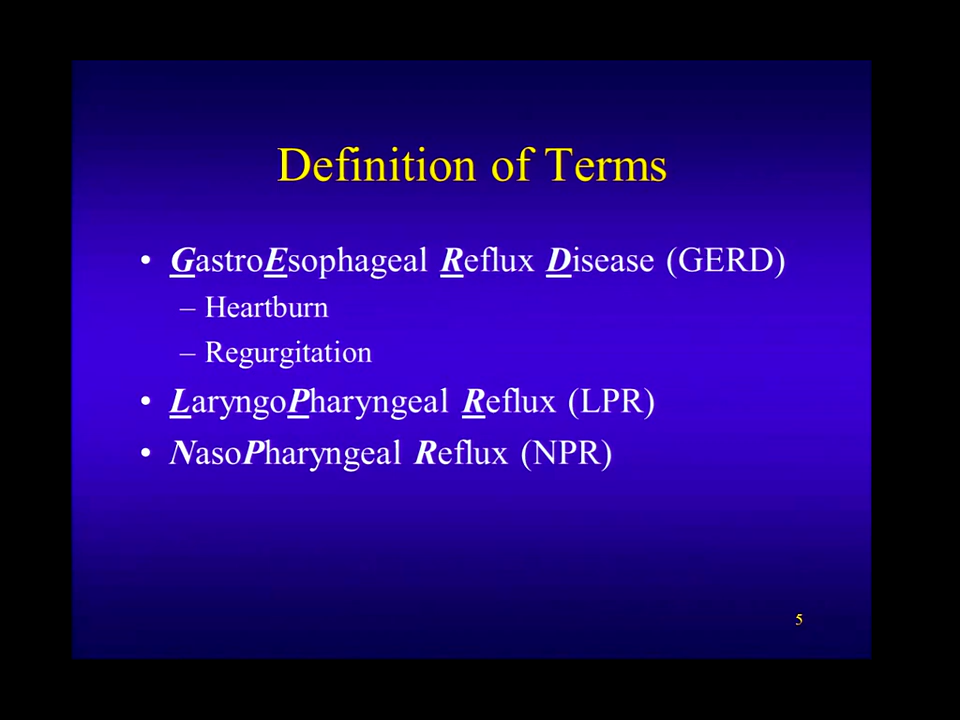 Definition of Terms
• GastroEsophageal Reflux Disease (GERD)
– Heartburn
– Regurgitation
• LaryngoPharyngeal Reflux (LPR)
• NasoPharyngeal Reflux (NPR)
5